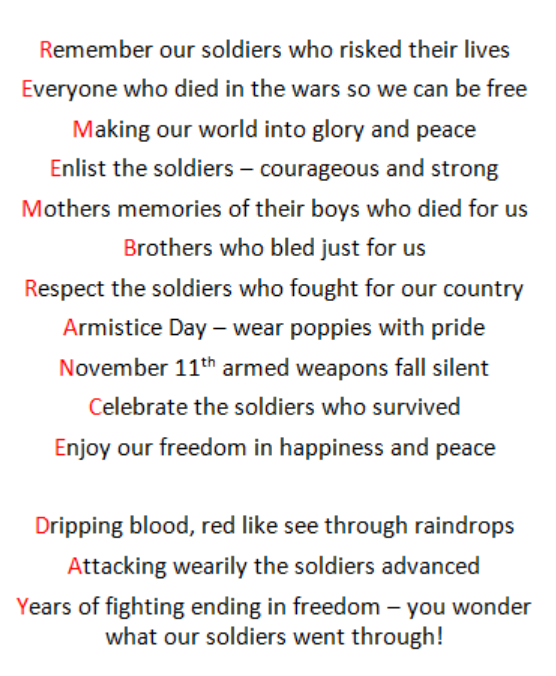 Remember our soldiers who risked their lives
Everyone who died in the wars so we can be free
Making our world into glory and peace
Enlist the soldiers – courageous and strong
Mothers memories of their boys who died for us
Brothers who bled just for us
Respect the soldiers who fought for our country
Armistice Day – wear poppies with pride
November 11th armed weapons fall silent
Celebrate the soldiers who survived
Enjoy our freedom in happiness and peace
Dripping blood, red like see through raindrops
Attacking wearily the soldiers advanced
Years of fighting ending in freedom – you wonder
what our soldiers went through!